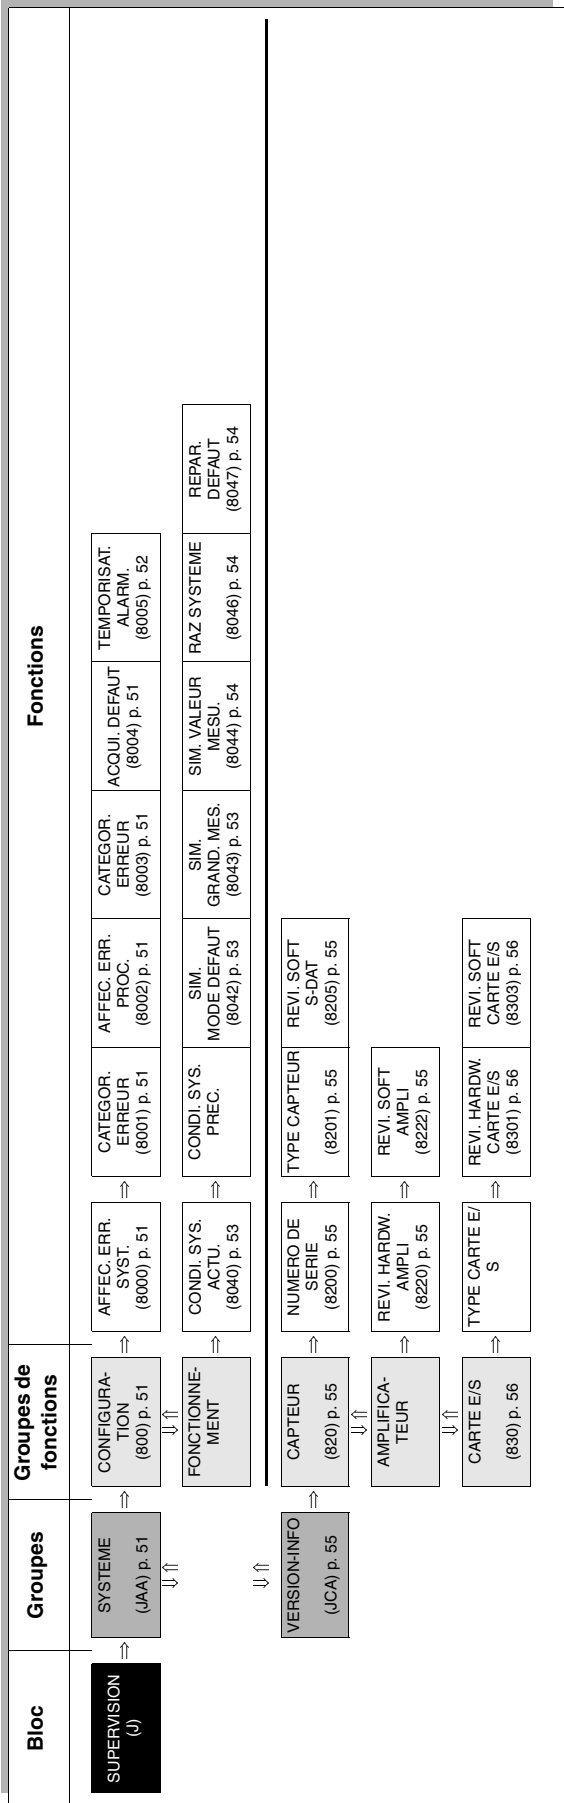 Bloc
Groupes
Groupes de
fonctions
Fonctions
SUPERVISION
(J)
SYSTEME
(JAA) p. 51
CONFIGURA-
TION
(800) p. 51
AFFEC. ERR.
SYST.
(8000) p. 51
CATEGOR.
ERREUR
(8001) p. 51
AFFEC. ERR.
PROC.
(8002) p. 51
CATEGOR.
ERREUR
(8003) p. 51
ACQUI. DEFAUT
(8004) p. 51
TEMPORISAT.
ALARM.
(8005) p. 52
FONCTIONNE-
MENT
CONDI. SYS.
ACTU.
(8040) p. 53
CONDI. SYS.
PREC.
SIM.
MODE DEFAUT
(8042) p. 53
SIM.
GRAND. MES.
(8043) p. 53
SIM. VALEUR
MESU.
(8044) p. 54
RAZ SYSTEME
(8046) p. 54
REPAR.
DEFAUT
(8047) p. 54
VERSION-INFO
(JCA) p. 55
CAPTEUR
(820) p. 55
NUMERO DE
SERIE
(8200) p. 55
TYPE CAPTEUR
(8201) p. 55
REVI. SOFT
S-DAT
(8205) p. 55
AMPLIFICA-
TEUR
REVI. HARDW.
AMPLI
(8220) p. 55
REVI. SOFT
AMPLI
(8222) p. 55
CARTE E/S
(830) p. 56
TYPE CARTE E/
S
REVI. HARDW.
CARTE E/S
(8301) p. 56
REVI. SOFT
CARTE E/S
(8303) p. 56